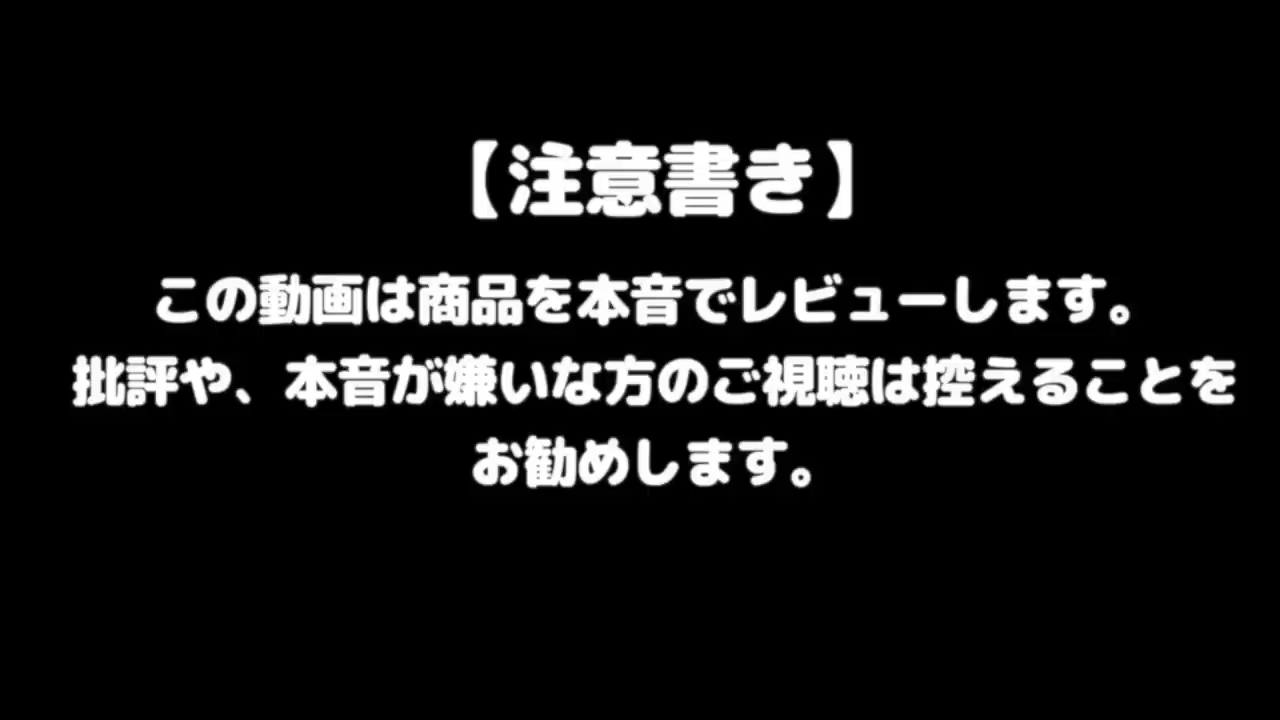 【注意書き】
この動画は商品を本音でレビューします。
批評や、本音が嫌いな方のご視聴は控えることを
お勧めします。